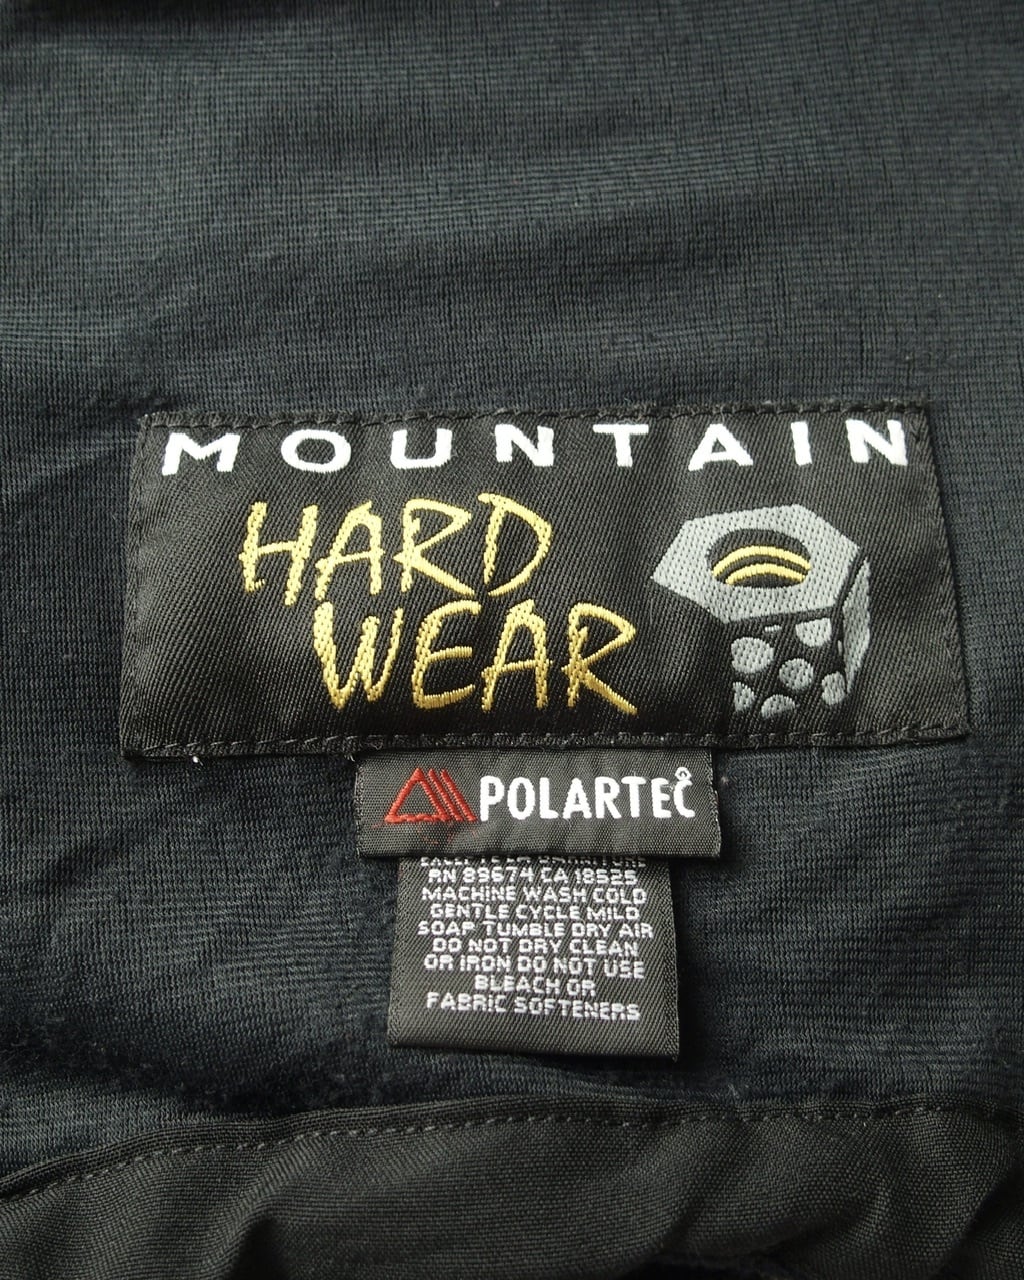 MOUNTAIN
HARD
WEAR
POLARTEC®
RN 89674 CA 18525
MACHINE WASH COLD
GENTLE CYCLE MILD
SOAP TUMBLE DRY AIR
DO NOT DRY CLEAN
OR IRON DO NOT USE
BLEACH OR
FABRIC SOFTENERS